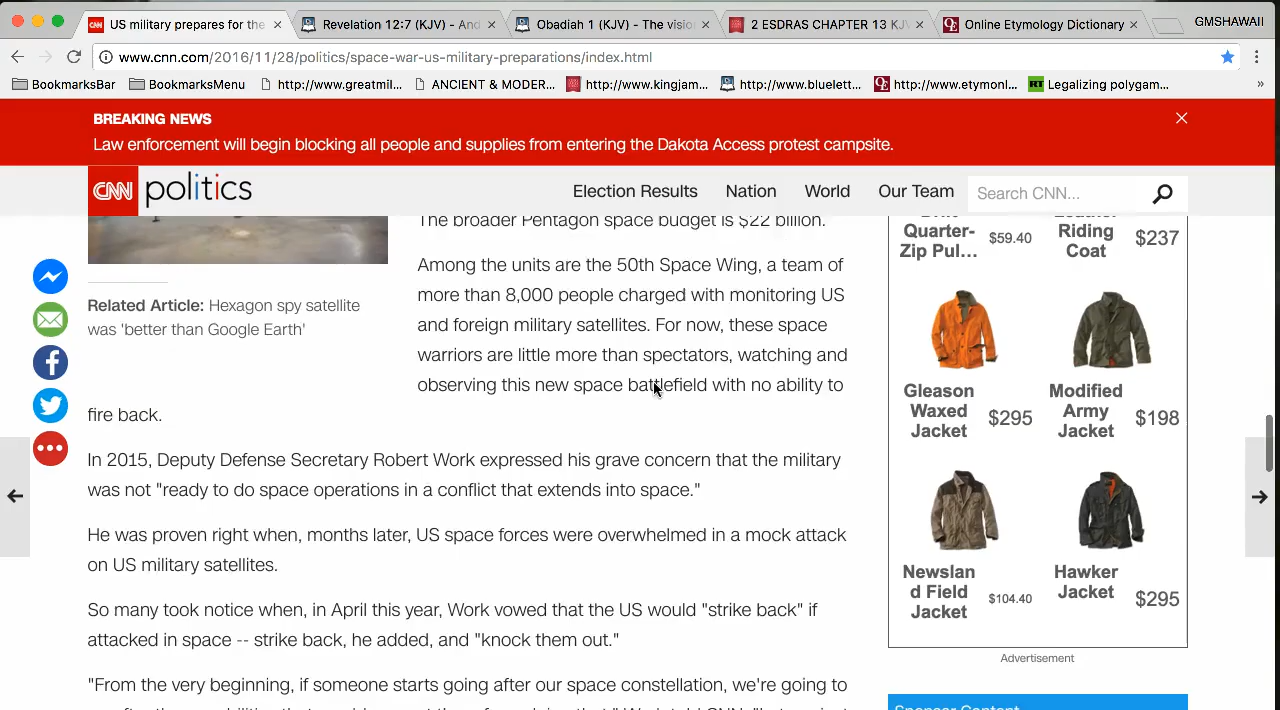 US military prepares for the
Revelation 12:7 (KJV) - And
Obadiah 1 (KJV) - The visio
2 ESDRAS CHAPTER 13 KJV
Online Etymology Dictionary
GMSHAWAII
www.cnn.com/2016/11/28/politics/space-war-us-military-preparations/index.html
BookmarksBar
BookmarksMenu
http://www.greatmil...
ANCIENT & MODER...
http://www.kingjam...
http://www.bluelett...
http://www.etymonl...
RT
Legalizing polygam...
»
BREAKING NEWS
Law enforcement will begin blocking all people and supplies from entering the Dakota Access protest campsite.
CNN politics
Election Results
Nation
World
Our Team
Search CNN...
The broader Pentagon space budget is $22 billion.
Among the units are the 50th Space Wing, a team of
more than 8,000 people charged with monitoring US
and foreign military satellites. For now, these space
warriors are little more than spectators, watching and
observing this new space battlefield with no ability to
fire back.
Related Article: Hexagon spy satellite
was 'better than Google Earth'
In 2015, Deputy Defense Secretary Robert Work expressed his grave concern that the military
was not "ready to do space operations in a conflict that extends into space."
He was proven right when, months later, US space forces were overwhelmed in a mock attack
on US military satellites.
So many took notice when, in April this year, Work vowed that the US would "strike back" if
attacked in space -- strike back, he added, and "knock them out."
"From the very beginning, if someone starts going after our space constellation, we're going to
Quarter-
Zip Pul...
$59.40
Riding
Coat
$237
Gleason
Waxed
Jacket
$295
Modified
Army
Jacket
$198
Newslan
d Field
Jacket
$104.40
Hawker
Jacket
$295
Advertisement
Sponsor Content